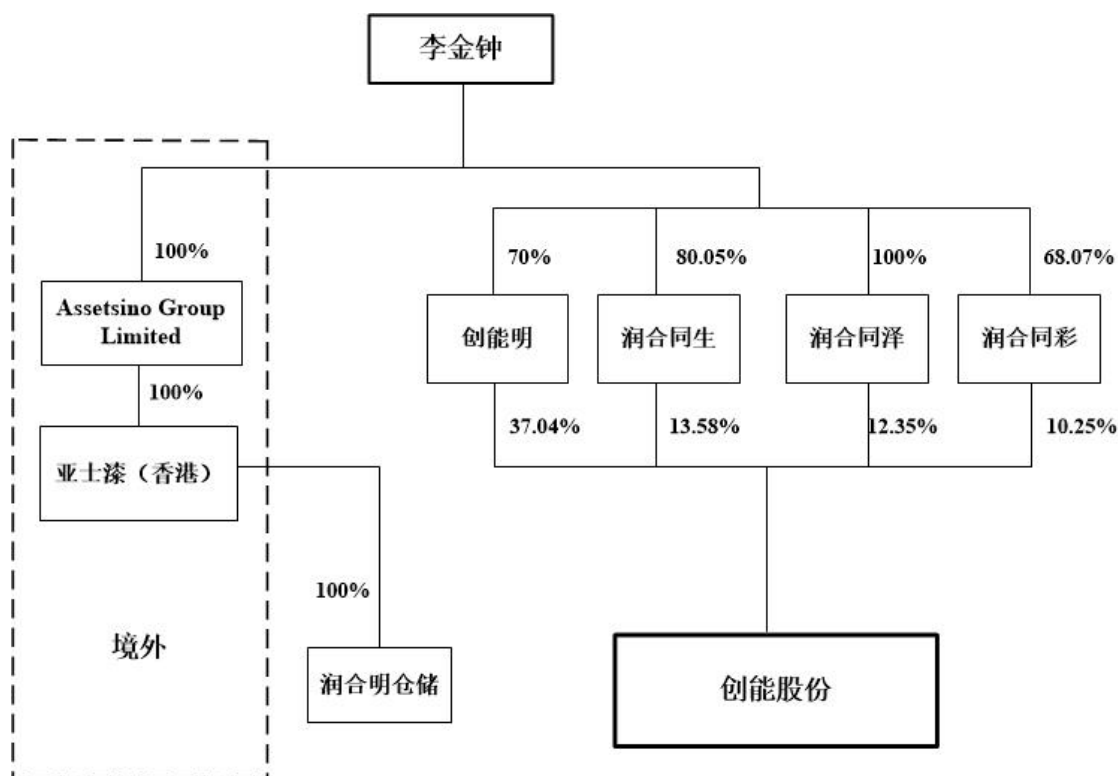 李金钟
100%
70%
80.05%
100%
68.07%
Assetsino Group
Limited
创能明
润合同生
润合同泽
润合同彩
100%
37.04%
13.58%
12.35%
10.25%
亚士漆（香港）
100%
境外
润合明仓储
创能股份